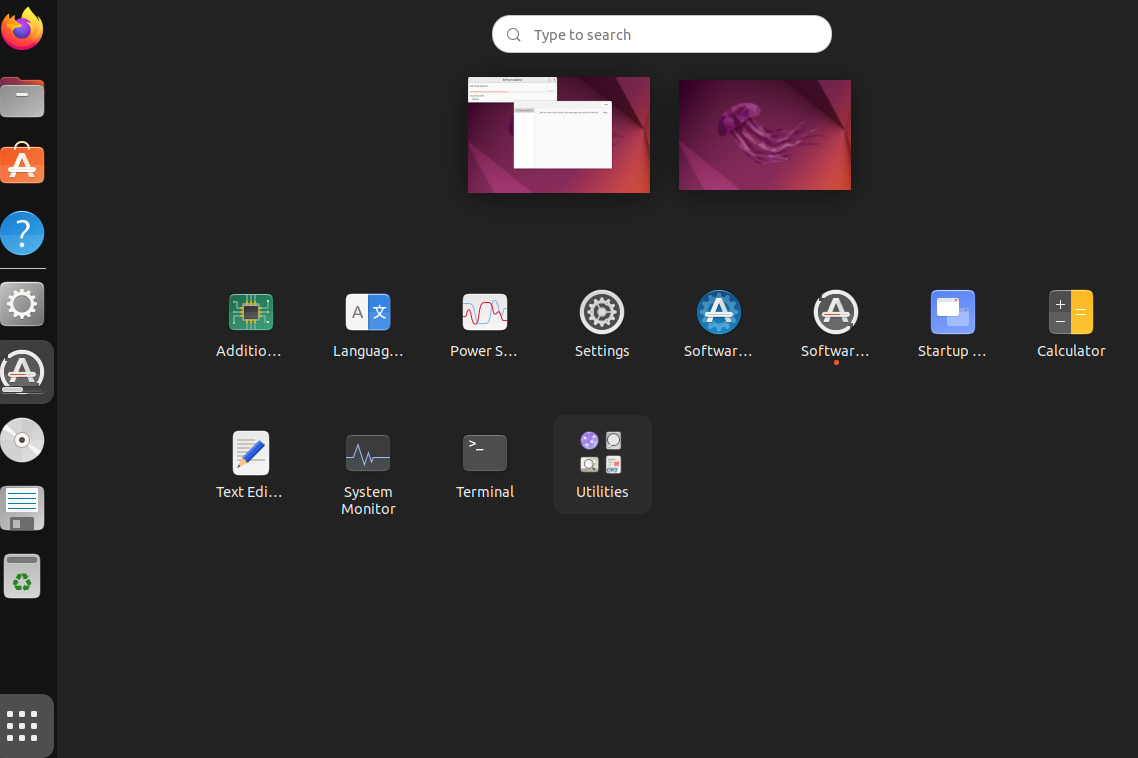 Type to search
Additio...
Languag...
Power S...
Settings
Softwar...
Softwar...
Startup ...
Calculator
Text Edi...
System
Monitor
Terminal
Utilities